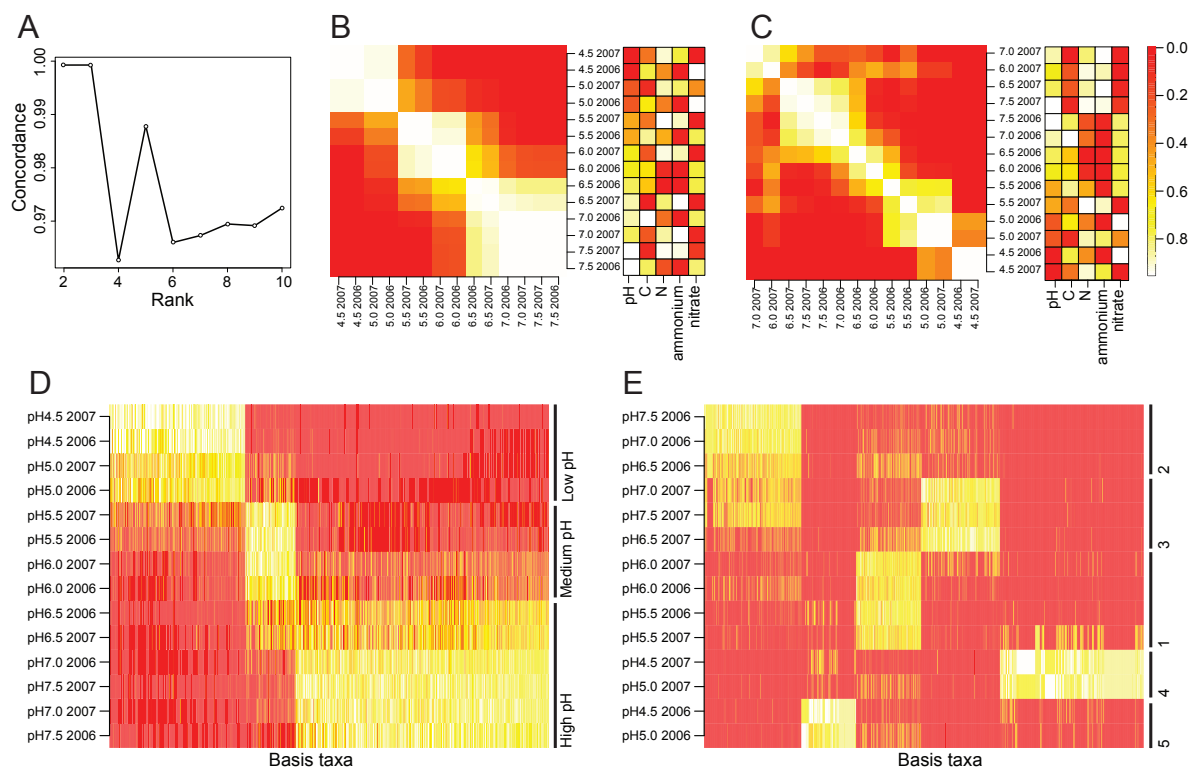 A
B
C
Concordance
1.00
0.99
0.98
0.97
2
4
6
8
10
Rank
4.5 2007
4.5 2006
5.0 2007
5.0 2006
5.5 2007
5.5 2006
6.0 2007
6.0 2006
6.5 2006
6.5 2007
7.0 2006
7.0 2007
7.5 2007
7.5 2006
4.5 2007
4.5 2006
5.0 2007
5.0 2006
5.5 2007
5.5 2006
6.0 2007
6.0 2006
6.5 2006
6.5 2007
7.0 2006
7.0 2007
7.5 2007
7.5 2006
pH
C
N
ammonium
nitrate
7.0 2007
6.0 2007
6.5 2007
7.5 2007
7.5 2006
7.0 2006
6.5 2006
6.0 2006
5.5 2006
5.5 2007
5.0 2006
5.0 2007
4.5 2006
4.5 2007
7.0 2007
6.0 2007
6.5 2007
7.5 2007
7.5 2006
7.0 2006
6.5 2006
6.0 2006
5.5 2006
5.5 2007
5.0 2006
5.0 2007
4.5 2006
4.5 2007
pH
C
N
ammonium
nitrate
0.0
0.2
0.4
0.6
0.8
D
pH4.5 2007
pH4.5 2006
pH5.0 2007
pH5.0 2006
pH5.5 2007
pH5.5 2006
pH6.0 2007
pH6.0 2006
pH6.5 2006
pH6.5 2007
pH7.0 2006
pH7.5 2007
pH7.0 2007
pH7.5 2006
Low pH
Medium pH
High pH
Basis taxa
E
pH7.5 2006
pH7.0 2006
pH6.5 2006
pH7.0 2007
pH7.5 2007
pH6.5 2007
pH6.0 2007
pH6.0 2006
pH5.5 2006
pH5.5 2007
pH4.5 2007
pH5.0 2007
pH4.5 2006
pH5.0 2006
2
3
1
4
5
Basis taxa